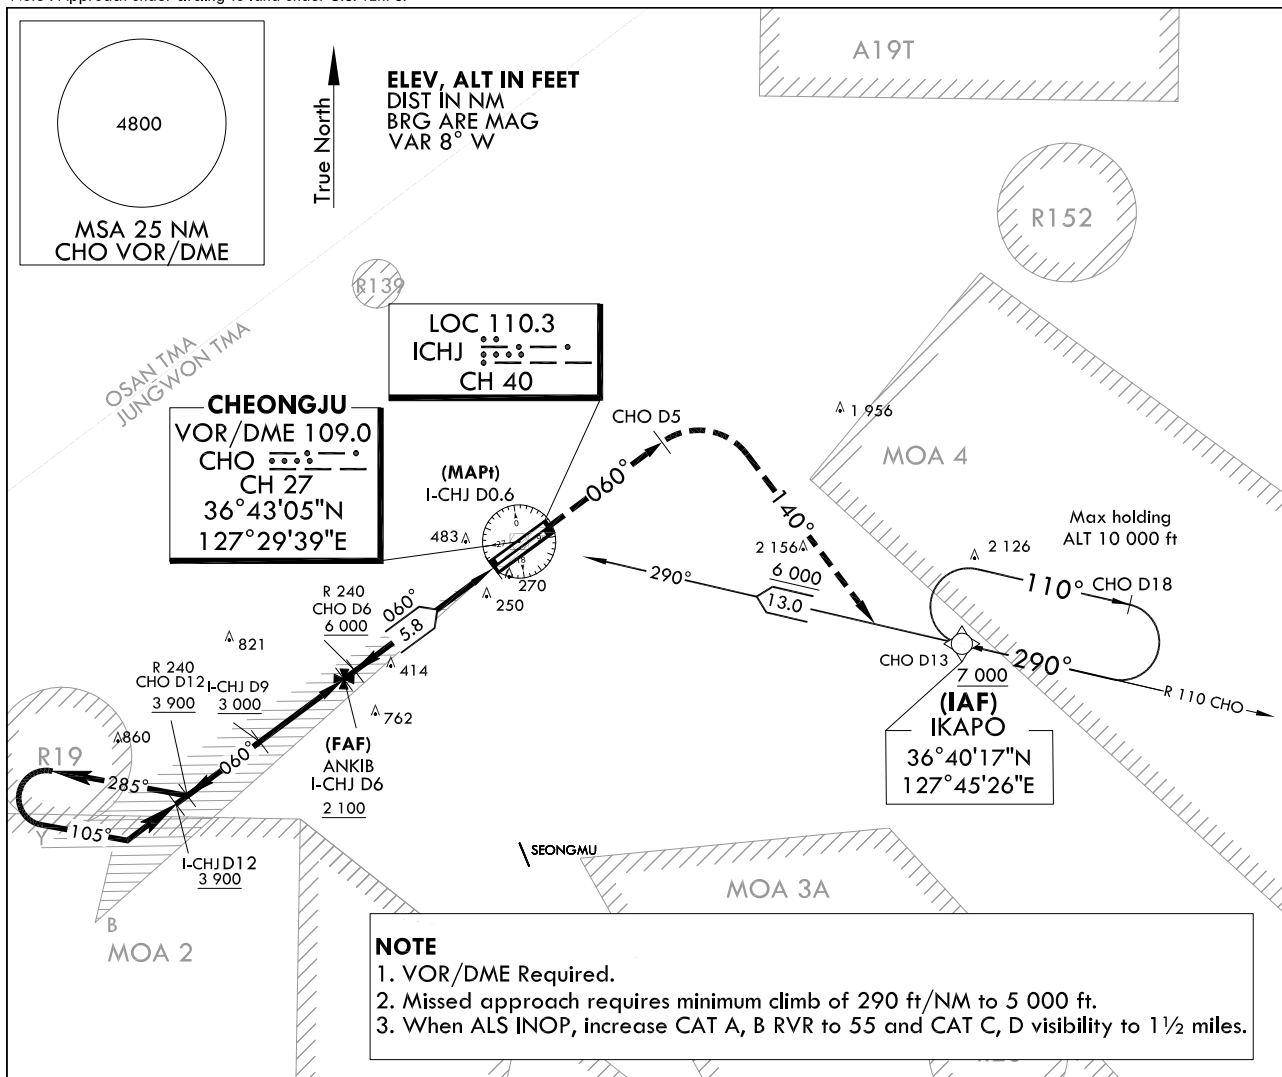 4800
MSA 25 NM
CHO VOR/DME
True North
ELEV, ALT IN FEET
DIST IN NM
BRG ARE MAG
VAR 8° W
A19T
R152
R139
OSAN TMA
JUNGWON TMA
LOC 110.3
ICHJ
CH 40
CHEONGJU
VOR/DME 109.0
CHO
CH 27
36°43'05"N
127°29'39"E
CHO D5
1 956
MOA 4
(MAPt)
I-CHJ D0.6
060°
140°
483
0
27
9
18
270
250
2 156
Max holding
ALT 10 000 ft
2 126
290°
6 000
13.0
110°
CHO D18
R 240
CHO D6
6 000
060°
5.8
821
414
CHO D13
7 000
290°
R 110 CHO
(IAF)
IKAPO
36°40'17"N
127°45'26"E
R 240
CHO D12
3 900
I-CHJ D9
3 000
762
860
R19
060°
(FAF)
ANKIB
I-CHJ D6
2 100
285°
105°
Y
I-CHJ D12
3 900
SEONGMU
MOA 3A
B
MOA 2
NOTE
1. VOR/DME Required.
2. Missed approach requires minimum climb of 290 ft/NM to 5 000 ft.
3. When ALS INOP, increase CAT A, B RVR to 55 and CAT C, D visibility to 1½ miles.